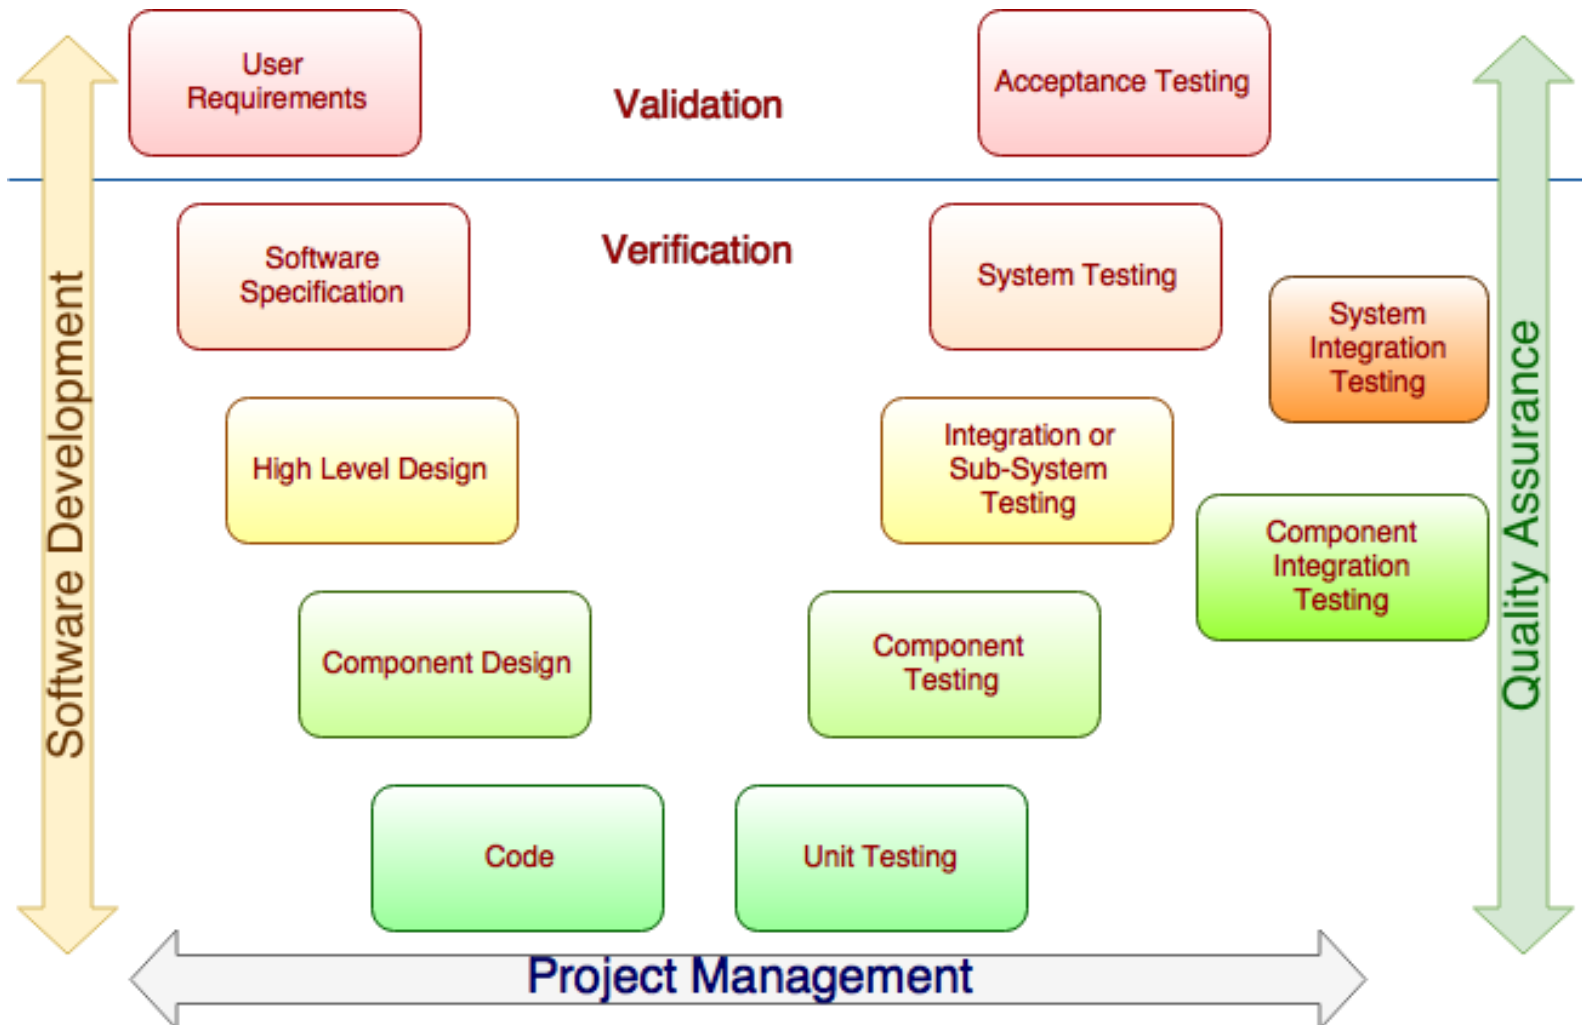 User
Requirements
Validation
Acceptance Testing
Software
Specification
Verification
System Testing
System
Integration
Testing
High Level Design
Integration or
Sub-System
Testing
Component
Integration
Testing
Component Design
Component
Testing
Code
Unit Testing
Software Development
Quality Assurance
Project Management